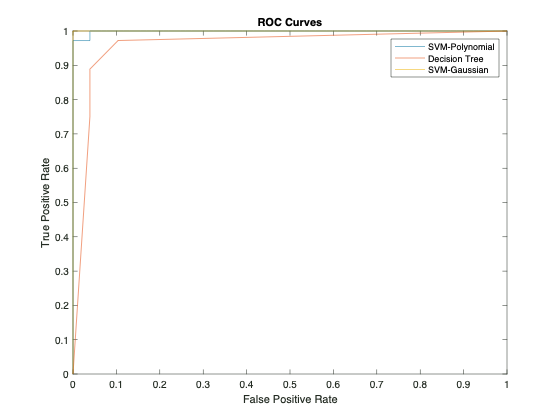 ROC Curves
1
0.9
0.8
0.7
0.6
0.5
0.4
0.3
0.2
0.1
0
True Positive Rate
SVM-Polynomial
Decision Tree
SVM-Gaussian
0 0.1 0.2 0.3 0.4 0.5 0.6 0.7 0.8 0.9 1
False Positive Rate